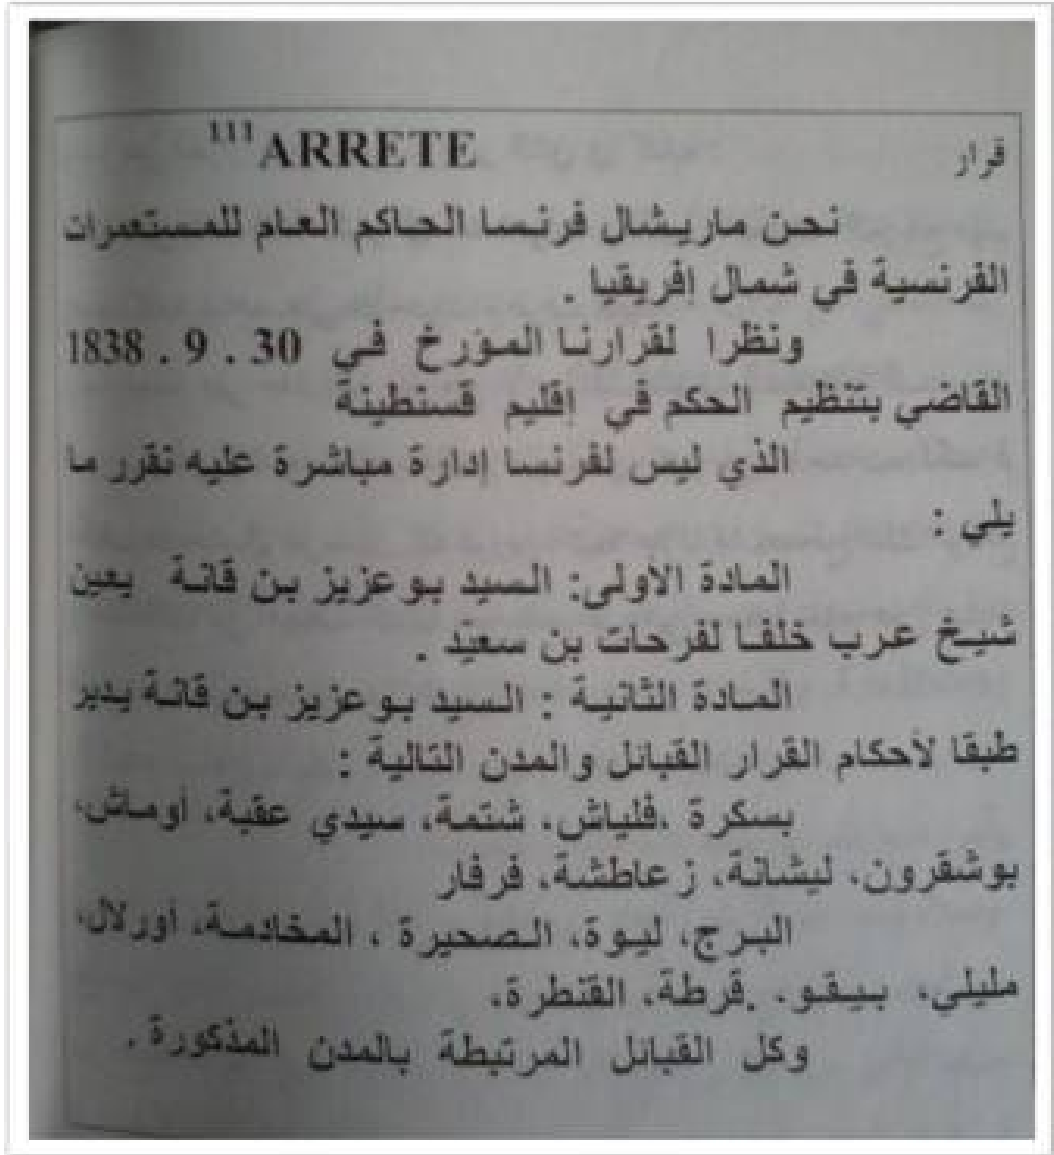 قرار ARRETE 111
نحن ماريشال فرنسا الحاكم العام للمستعمرات
الفرنسية في شمال إفريقيا .
ونظرا لقرارنا المؤرخ في 30 . 9 . 1838
القاضي بتنظيم الحكم في إقليم قسنطينة
الذي ليس لفرنسا إدارة مباشرة عليه تقرر ما
يلي :
المادة الأولى: السيد بوعزيز بن قانة يعين
شيخ عرب خلفا لفرحات بن سعيّد .
المادة الثانية : السيد بوعزيز بن قانة يدير
طبقا لأحكام القرار القبائل والمدن التالية :
بسكرة ،فلياش، شتمة، سيدي عقبة، أوماش،
بوشقرون، ليشانة، زعاطشة، فرفار
البرج، ليوة، الصحيرة ، المخادمة، أورلال،
مليلي، بيقو، .قرطة، القنطرة،
وكل القبائل المرتبطة بالمدن المذكورة .